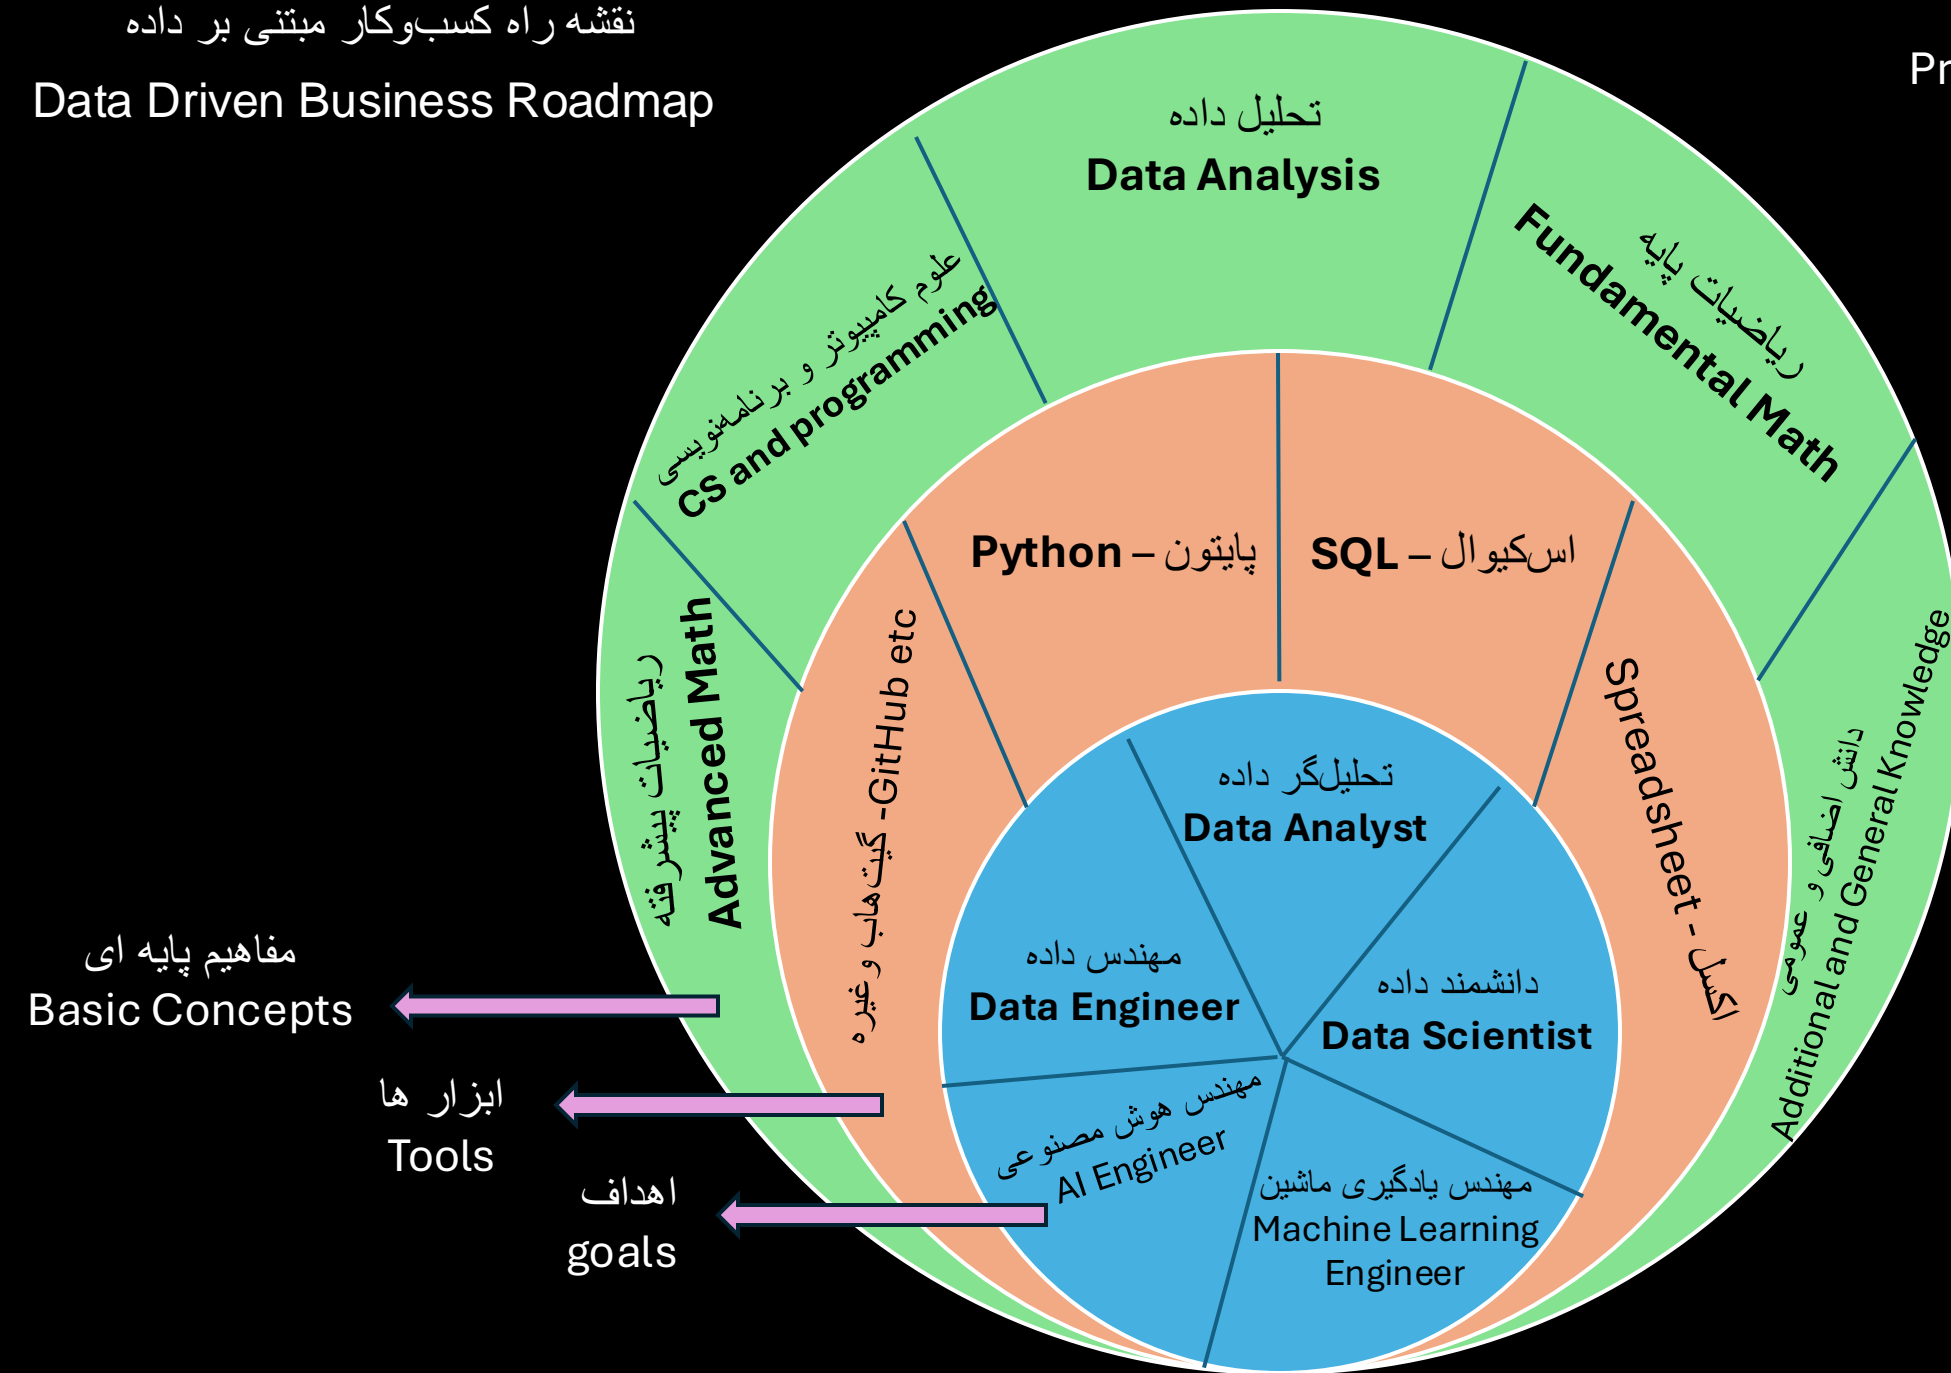 نقشه راه کسب‌وکار مبتنی بر داده
Data Driven Business Roadmap
Pr
تحلیل داده
Data Analysis
ریاضیات پایه
Fundamental Math
علوم کامپیوتر و برنامه‌نویسی
CS and programming
ریاضیات پیشرفته
Advanced Math
دانش اضافی و عمومی
Additional and General Knowledge
Python – پایتون
SQL – اس‌کیوال
گیت‌هاب و غیره -GitHub etc
Spreadsheet - اکسل
تحلیل‌گر داده
Data Analyst
مهندس داده
Data Engineer
دانشمند داده
Data Scientist
مهندس هوش مصنوعی
AI Engineer
مهندس یادگیری ماشین
Machine Learning
Engineer
مفاهیم پایه ای
Basic Concepts
ابزار ها
Tools
اهداف
goals